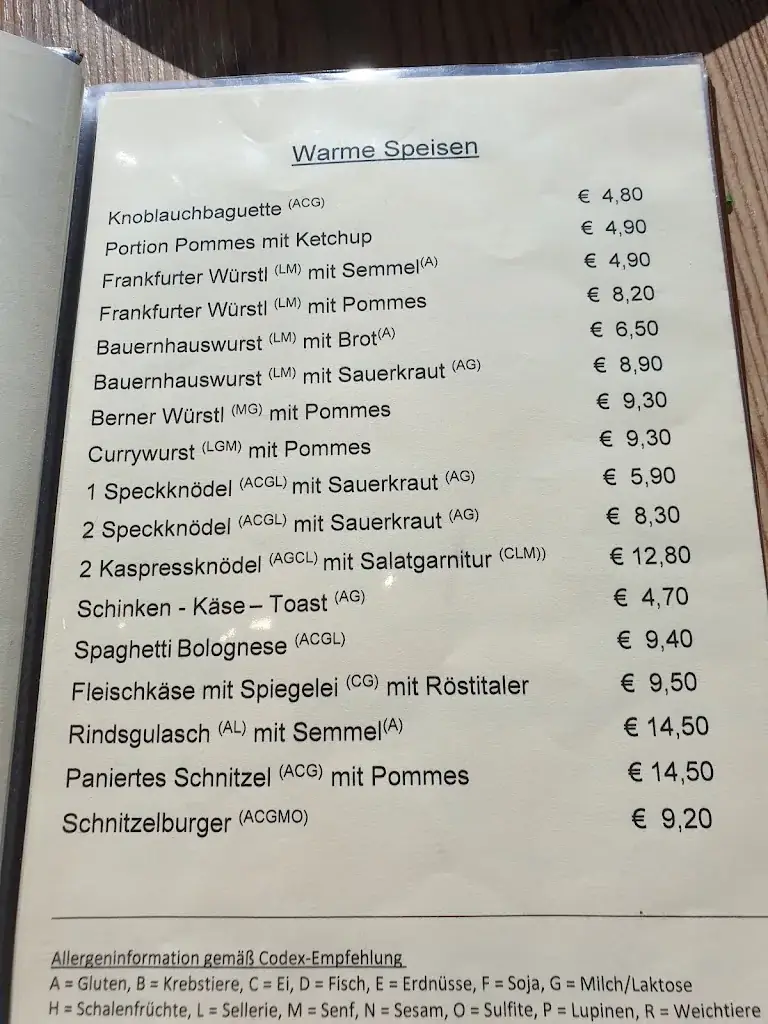 Warme Speisen
Knoblauchbaguette (ACG) € 4,80
Portion Pommes mit Ketchup € 4,90
Frankfurter Würstl (LM) mit Semmel(A) € 4,90
Frankfurter Würstl (LM) mit Pommes € 8,20
Bauernhauswurst (LM) mit Brot(A) € 6,50
Bauernhauswurst (LM) mit Sauerkraut (AG) € 8,90
Berner Würstl (MG) mit Pommes € 9,30
Currywurst (LGM) mit Pommes € 9,30
1 Speckknödel (ACGL) mit Sauerkraut (AG) € 5,90
2 Speckknödel (ACGL) mit Sauerkraut (AG) € 8,30
2 Kaspressknödel (AGCL) mit Salatgarnitur (CLM)) € 12,80
Schinken - Käse – Toast (AG) € 4,70
Spaghetti Bolognese (ACGL) € 9,40
Fleischkäse mit Spiegelei (CG) mit Röstitaler € 9,50
Rindsgulasch (AL) mit Semmel(A) € 14,50
Paniertes Schnitzel (ACG) mit Pommes € 14,50
Schnitzelburger (ACGMO) € 9,20
Allergeninformation gemäß Codex-Empfehlung
A = Gluten, B = Krebstiere, C = Ei, D = Fisch, E = Erdnüsse, F = Soja, G = Milch/Laktose
H = Schalenfrüchte, L = Sellerie, M = Senf, N = Sesam, O = Sulfite, P = Lupinen, R = Weichtiere